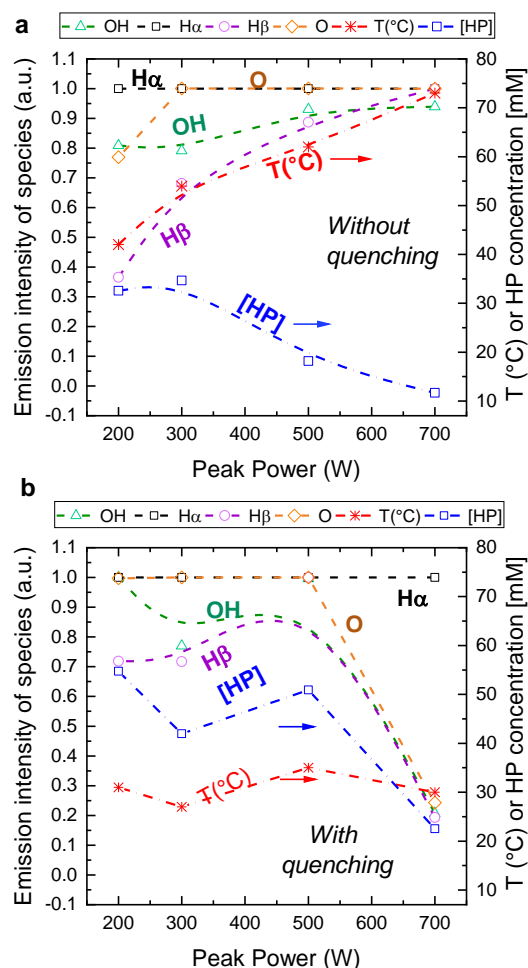 a
OH Hα Hβ O T(°C) [HP]
Emission intensity of species (a.u.)
1.1
1.0
0.9
0.8
0.7
0.6
0.5
0.4
0.3
0.2
0.1
0.0
-0.1
Hα
O
OH
T(°C)
Hβ
Without
quenching
[HP]
80
70
60
50
40
30
20
10
T (°C) or HP concentration [mM]
200 300 400 500 600 700
Peak Power (W)
b
OH Hα Hβ O T(°C) [HP]
Emission intensity of species (a.u.)
1.1
1.0
0.9
0.8
0.7
0.6
0.5
0.4
0.3
0.2
0.1
0.0
-0.1
Hα
OH
O
Hβ
[HP]
T(°C)
With
quenching
80
70
60
50
40
30
20
10
T (°C) or HP concentration [mM]
200 300 400 500 600 700
Peak Power (W)